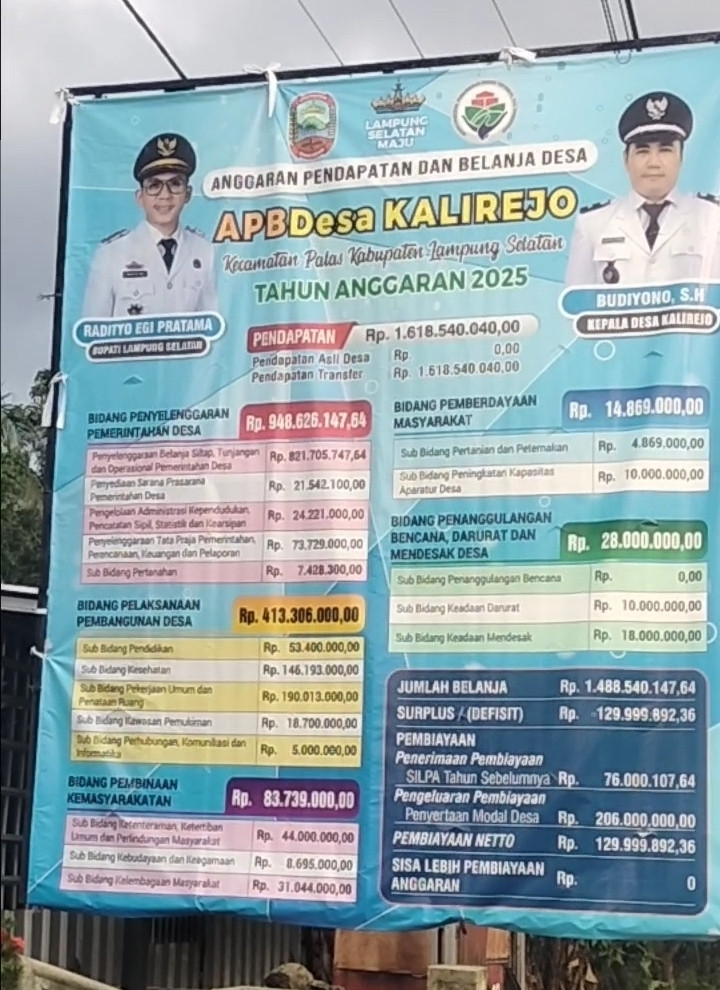 LAMPUNG
SELATAN
MAJU
ANGGARAN PENDAPATAN DAN BELANJA DESA
APBDesa KALIREJO
Kecamatan Palas Kabupaten Lampung Selatan
TAHUN ANGGARAN 2025
RADITYO EGI PRATAMA
BUPATI LAMPUNG SELATAN
BUDIYONO, S.H
KEPALA DESA KALIREJO
PENDAPATAN Rp. 1.618.540.040,00
Pendapatan Asli Desa Rp. 0,00
Pendapatan Transfer Rp. 1.618.540.040,00
BIDANG PENYELENGGARAN
PEMERINTAHAN DESA Rp. 948.626.147,64
Penyelenggaraan Belanja Siltap, Tunjangan
dan Operasional Pemerintahan Desa Rp. 821.705.747,64
Penyediaan Sarana Prasarana
Pemerintahan Desa Rp. 21.542.100,00
Pengelolaan Administrasi Kependudukan,
Pencatatan Sipil, Statistik dan Kearsipan Rp. 24.221.000,00
Penyelenggaraan Tata Praja Pemerintahan,
Perencanaan, Keuangan dan Pelaporan Rp. 73.729.000,00
Sub Bidang Pertanahan Rp. 7.428.300,00
BIDANG PELAKSANAAN
PEMBANGUNAN DESA Rp. 413.306.000,00
Sub Bidang Pendidikan Rp. 53.400.000,00
Sub Bidang Kesehatan Rp. 146.193.000,00
Sub Bidang Pekerjaan Umum dan
Penataan Ruang Rp. 190.013.000,00
Sub Bidang Kawasan Pemukiman Rp. 18.700.000,00
Sub Bidang Perhubungan, Komunikasi dan
Informatika Rp. 5.000.000,00
BIDANG PEMBINAAN
KEMASYARAKATAN Rp. 83.739.000,00
Sub Bidang Ketenteraman, Ketertiban
Umum dan Perlindungan Masyarakat Rp. 44.000.000,00
Sub Bidang Kebudayaan dan Keagamaan Rp. 8.695.000,00
Sub Bidang Kelembagaan Masyarakat Rp. 31.044.000,00
BIDANG PEMBERDAYAAN
MASYARAKAT Rp. 14.869.000,00
Sub Bidang Pertanian dan Peternakan Rp. 4.869.000,00
Sub Bidang Peningkatan Kapasitas
Aparatur Desa Rp. 10.000.000,00
BIDANG PENANGGULANGAN
BENCANA, DARURAT DAN
MENDESAK DESA Rp. 28.000.000,00
Sub Bidang Penanggulangan Bencana Rp. 0,00
Sub Bidang Keadaan Darurat Rp. 10.000.000,00
Sub Bidang Keadaan Mendesak Rp. 18.000.000,00
JUMLAH BELANJA Rp. 1.488.540.147,64
SURPLUS / (DEFISIT) Rp. 129.999.892,36
PEMBIAYAAN
Penerimaan Pembiayaan
SILPA Tahun Sebelumnya Rp. 76.000.107,64
Pengeluaran Pembiayaan
Penyertaan Modal Desa Rp. 206.000.000,00
PEMBIAYAAN NETTO Rp. 129.999.892,36
SISA LEBIH PEMBIAYAAN
ANGGARAN Rp. 0